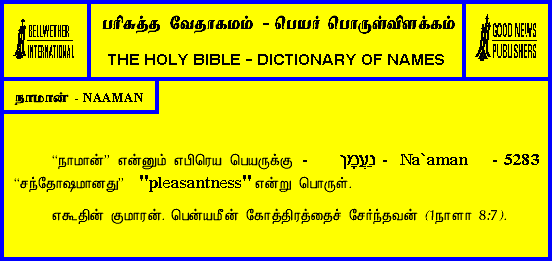 BELLWETHER
INTERNATIONAL
பரிசுத்த வேதாகமம் - பெயர் பொருள்விளக்கம்
THE HOLY BIBLE - DICTIONARY OF NAMES
GOOD NEWS
PUBLISHERS
நாமான் - NAAMAN
“நாமான்” என்னும் எபிரெய பெயருக்கு - נַעֲמָן - Na`aman - 5283
“சந்தோஷமானது” "pleasantness" என்று பொருள்.
ஏகூதின் குமாரன். பென்யமீன் கோத்திரத்தைச் சேர்ந்தவன் (1நாளா 8:7).